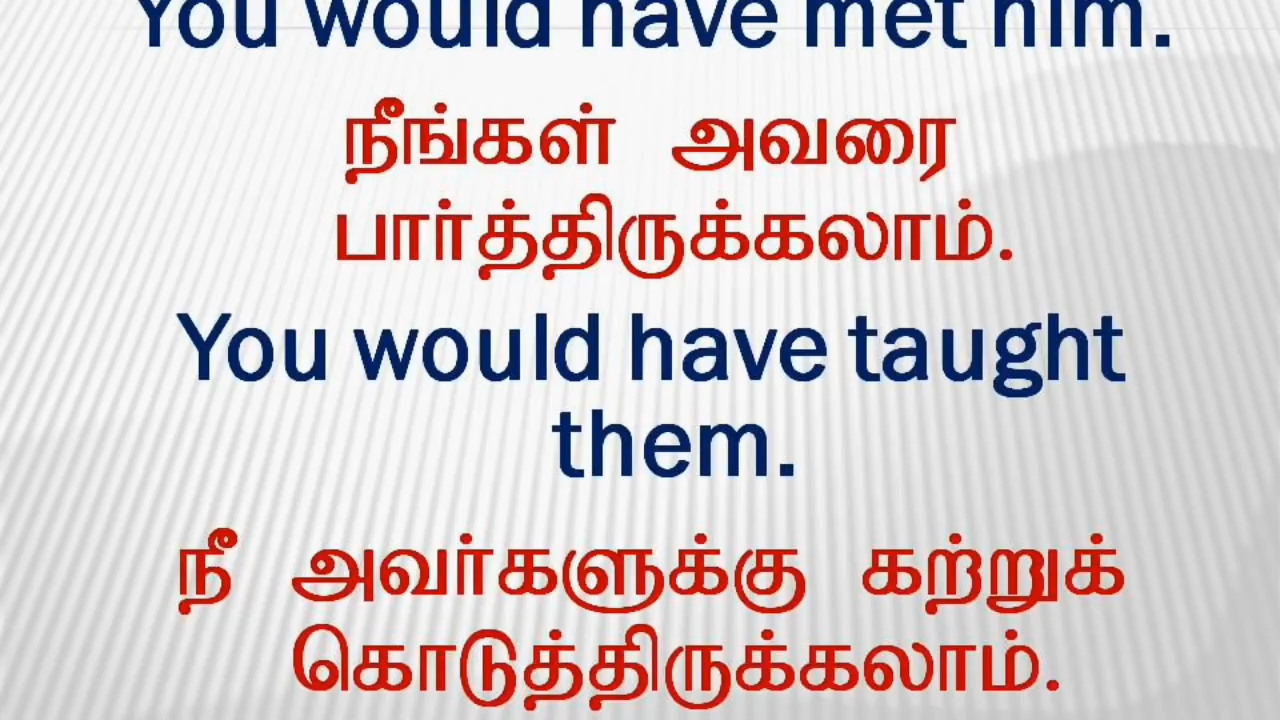 You would have met him.
நீங்கள் அவரை
பார்த்திருக்கலாம்.
You would have taught
them.
நீ அவர்களுக்கு கற்றுக்
கொடுத்திருக்கலாம்.